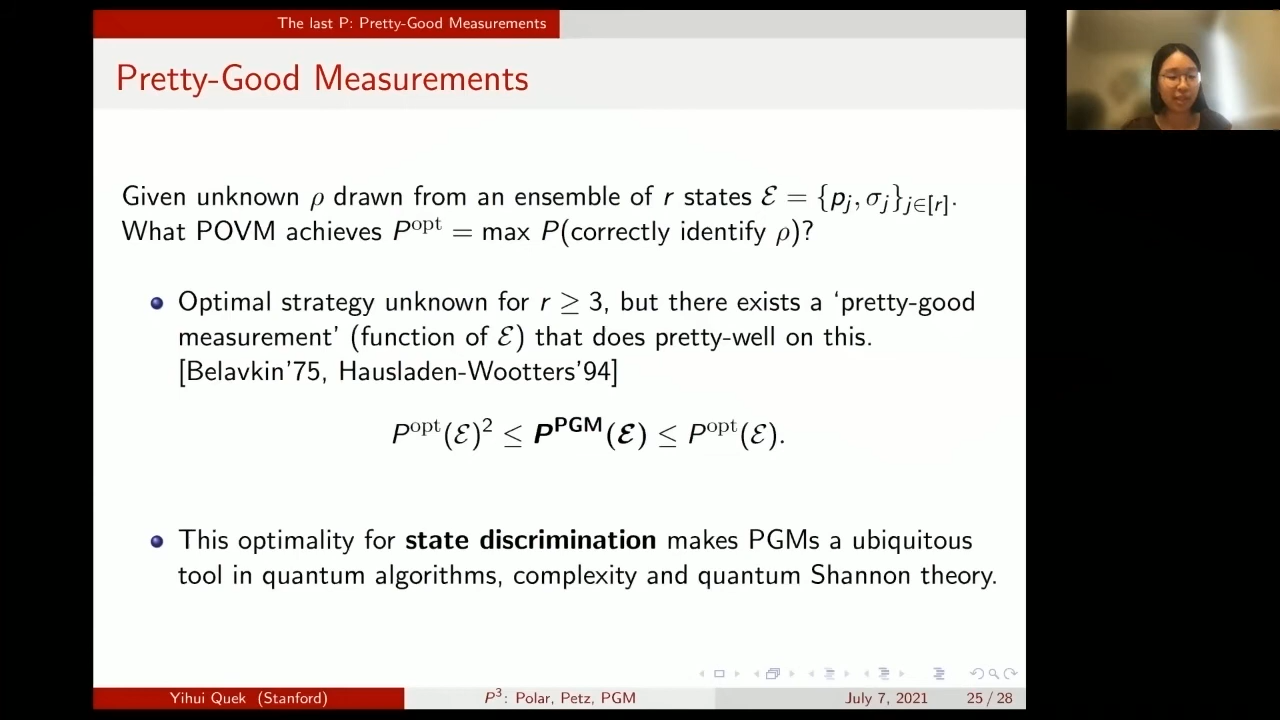 The last P: Pretty-Good Measurements
Pretty-Good Measurements
Given unknown ρ drawn from an ensemble of r states ℰ = {p_j, σ_j}_{j∈[r]}.
What POVM achieves P^opt = max P(correctly identify ρ)?
Optimal strategy unknown for r ≥ 3, but there exists a ‘pretty-good
measurement’ (function of ℰ) that does pretty-well on this.
[Belavkin’75, Hausladen-Wootters’94]
P^opt(ℰ)² ≤ P^PGM(ℰ) ≤ P^opt(ℰ).
This optimality for state discrimination makes PGMs a ubiquitous
tool in quantum algorithms, complexity and quantum Shannon theory.
Yihui Quek (Stanford)
P³: Polar, Petz, PGM
July 7, 2021
25 / 28